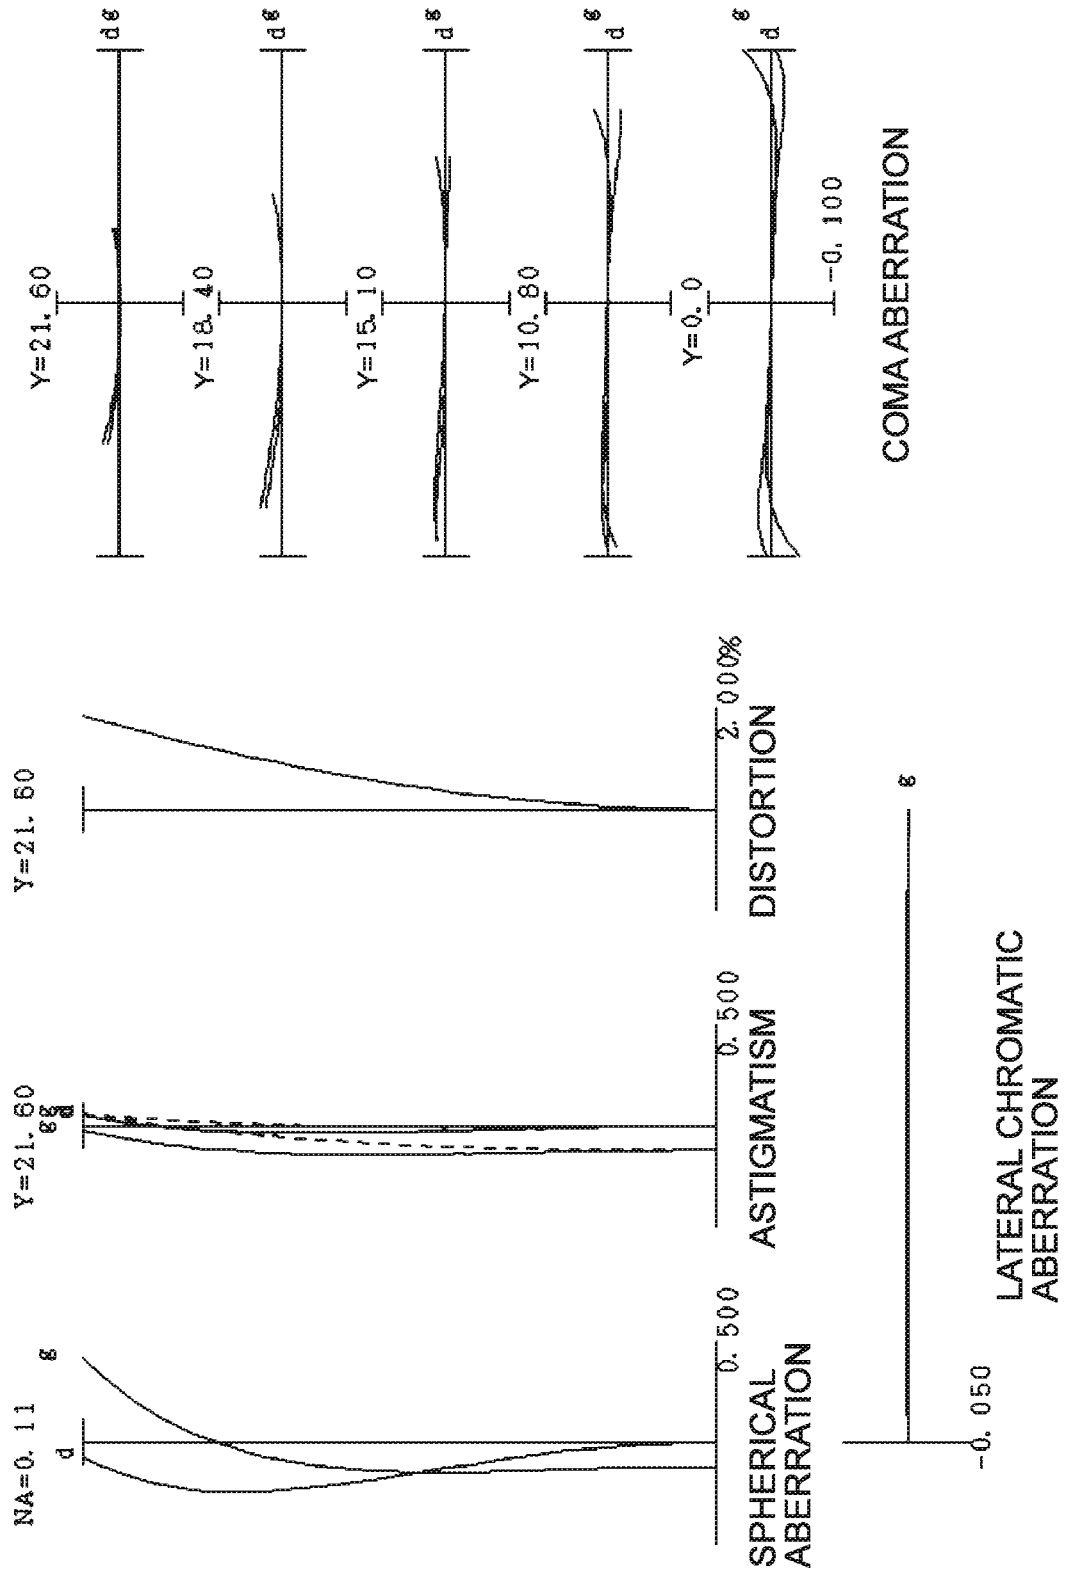 NA=0. 11
d
g
0. 500
SPHERICAL
ABERRATION
Y=21. 60
g
g
d
0. 500
ASTIGMATISM
Y=21. 60
2. 000%
DISTORTION
g
-0. 050
LATERAL CHROMATIC
ABERRATION
Y=21. 60
d g
Y=18. 40
d g
Y=15. 10
d g
Y=10. 80
d g
Y=0. 0
d g
-0. 100
COMA ABERRATION